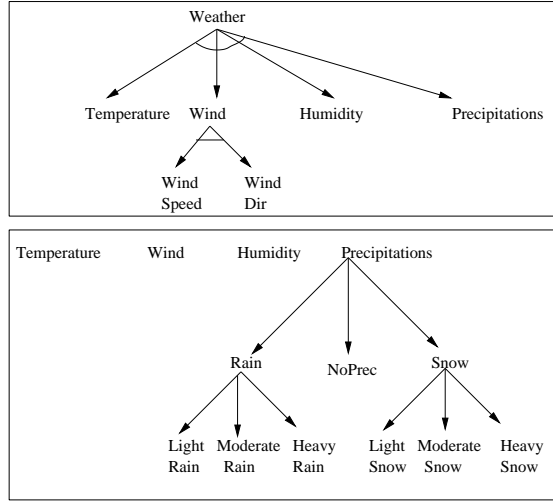 Weather
Temperature Wind Humidity Precipitations
Wind Wind
Speed Dir
Temperature Wind Humidity Precipitations
Rain NoPrec Snow
Light Moderate Heavy Light Moderate Heavy
Rain Rain Rain Snow Snow Snow